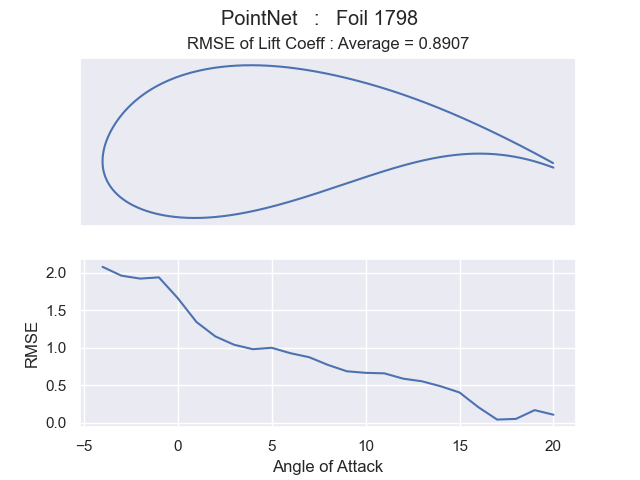 PointNet : Foil 1798
RMSE of Lift Coeff : Average = 0.8907
2.0
1.5
1.0
0.5
0.0
RMSE
−5 0 5 10 15 20
Angle of Attack